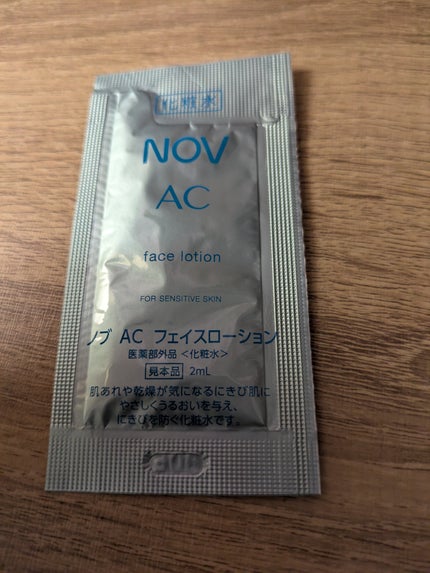 化粧水
NOV
AC
face lotion
FOR SENSITIVE SKIN
ノブ AC フェイスローション
医薬部外品 <化粧水>
見本品 2mL
肌あれや乾燥が気になるにきび肌に
やさしくうるおいを与え、
にきびを防ぐ化粧水です。